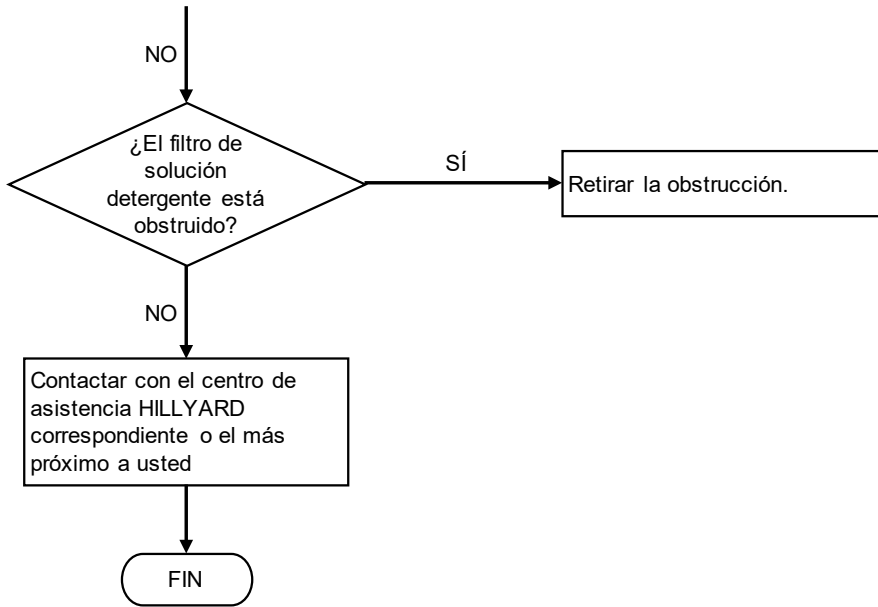 NO
¿El filtro de
solución
detergente está
obstruido?
SÍ
Retirar la obstrucción.
NO
Contactar con el centro de
asistencia HILLYARD
correspondiente o el más
próximo a usted
FIN